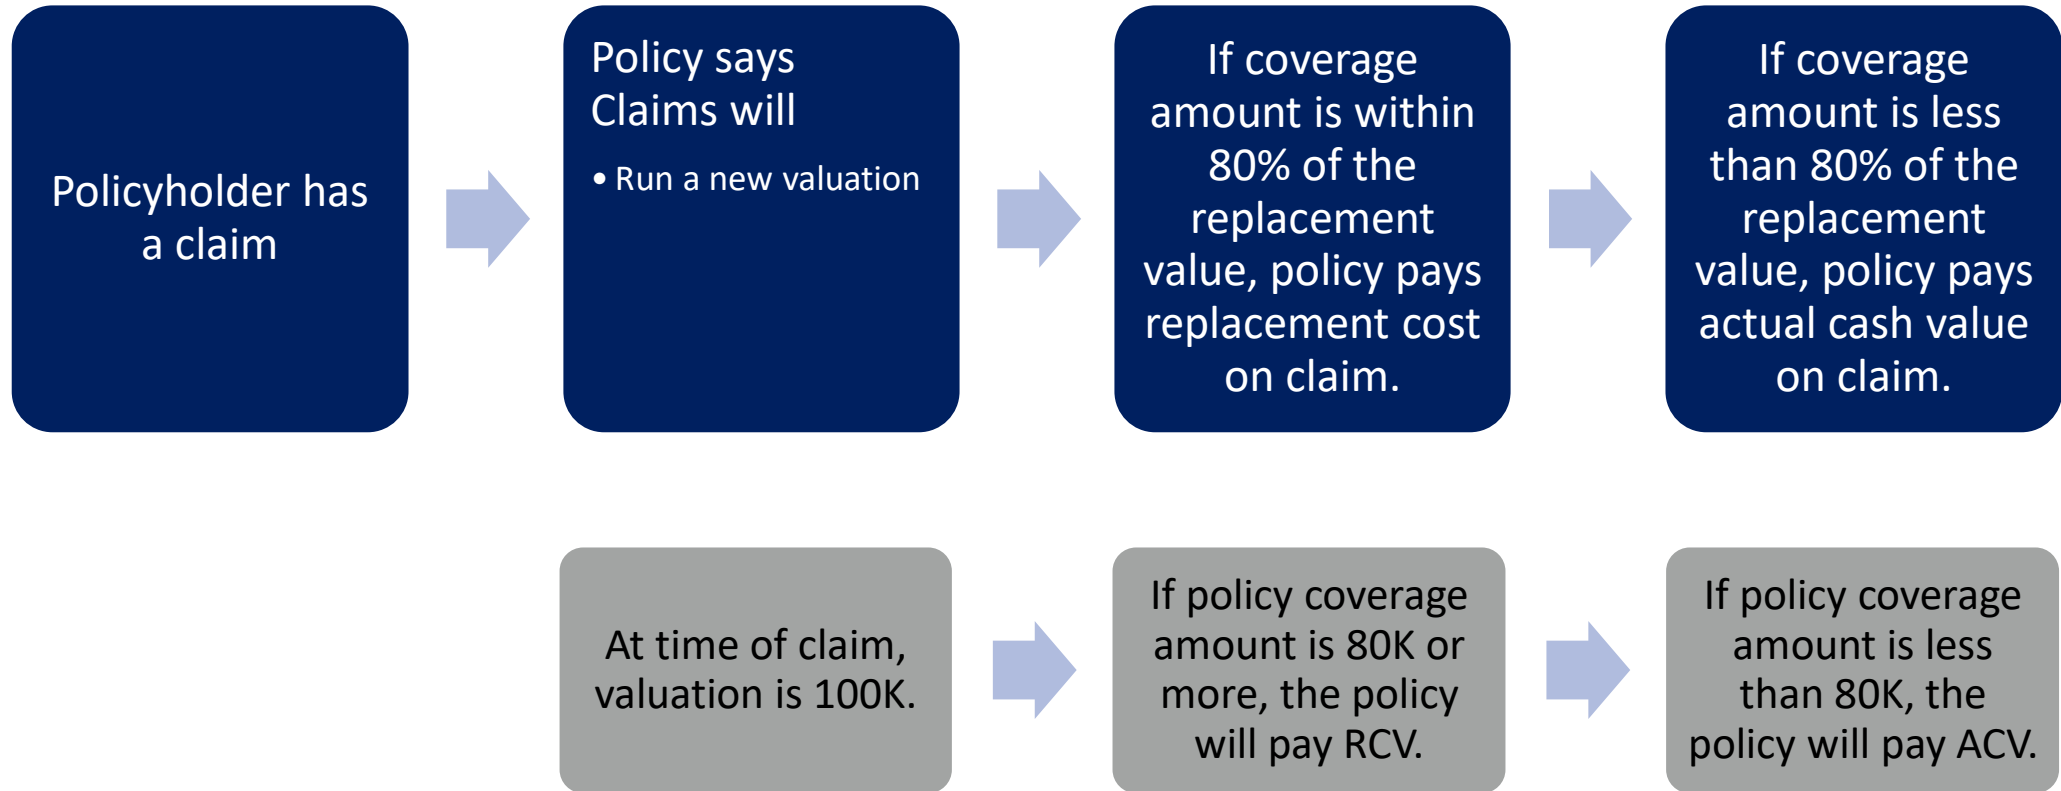 Policyholder has
a claim
Policy says
Claims will
• Run a new valuation
If coverage
amount is within
80% of the
replacement
value, policy pays
replacement cost
on claim.
If coverage
amount is less
than 80% of the
replacement
value, policy pays
actual cash value
on claim.
At time of claim,
valuation is 100K.
If policy coverage
amount is 80K or
more, the policy
will pay RCV.
If policy coverage
amount is less
than 80K, the
policy will pay ACV.